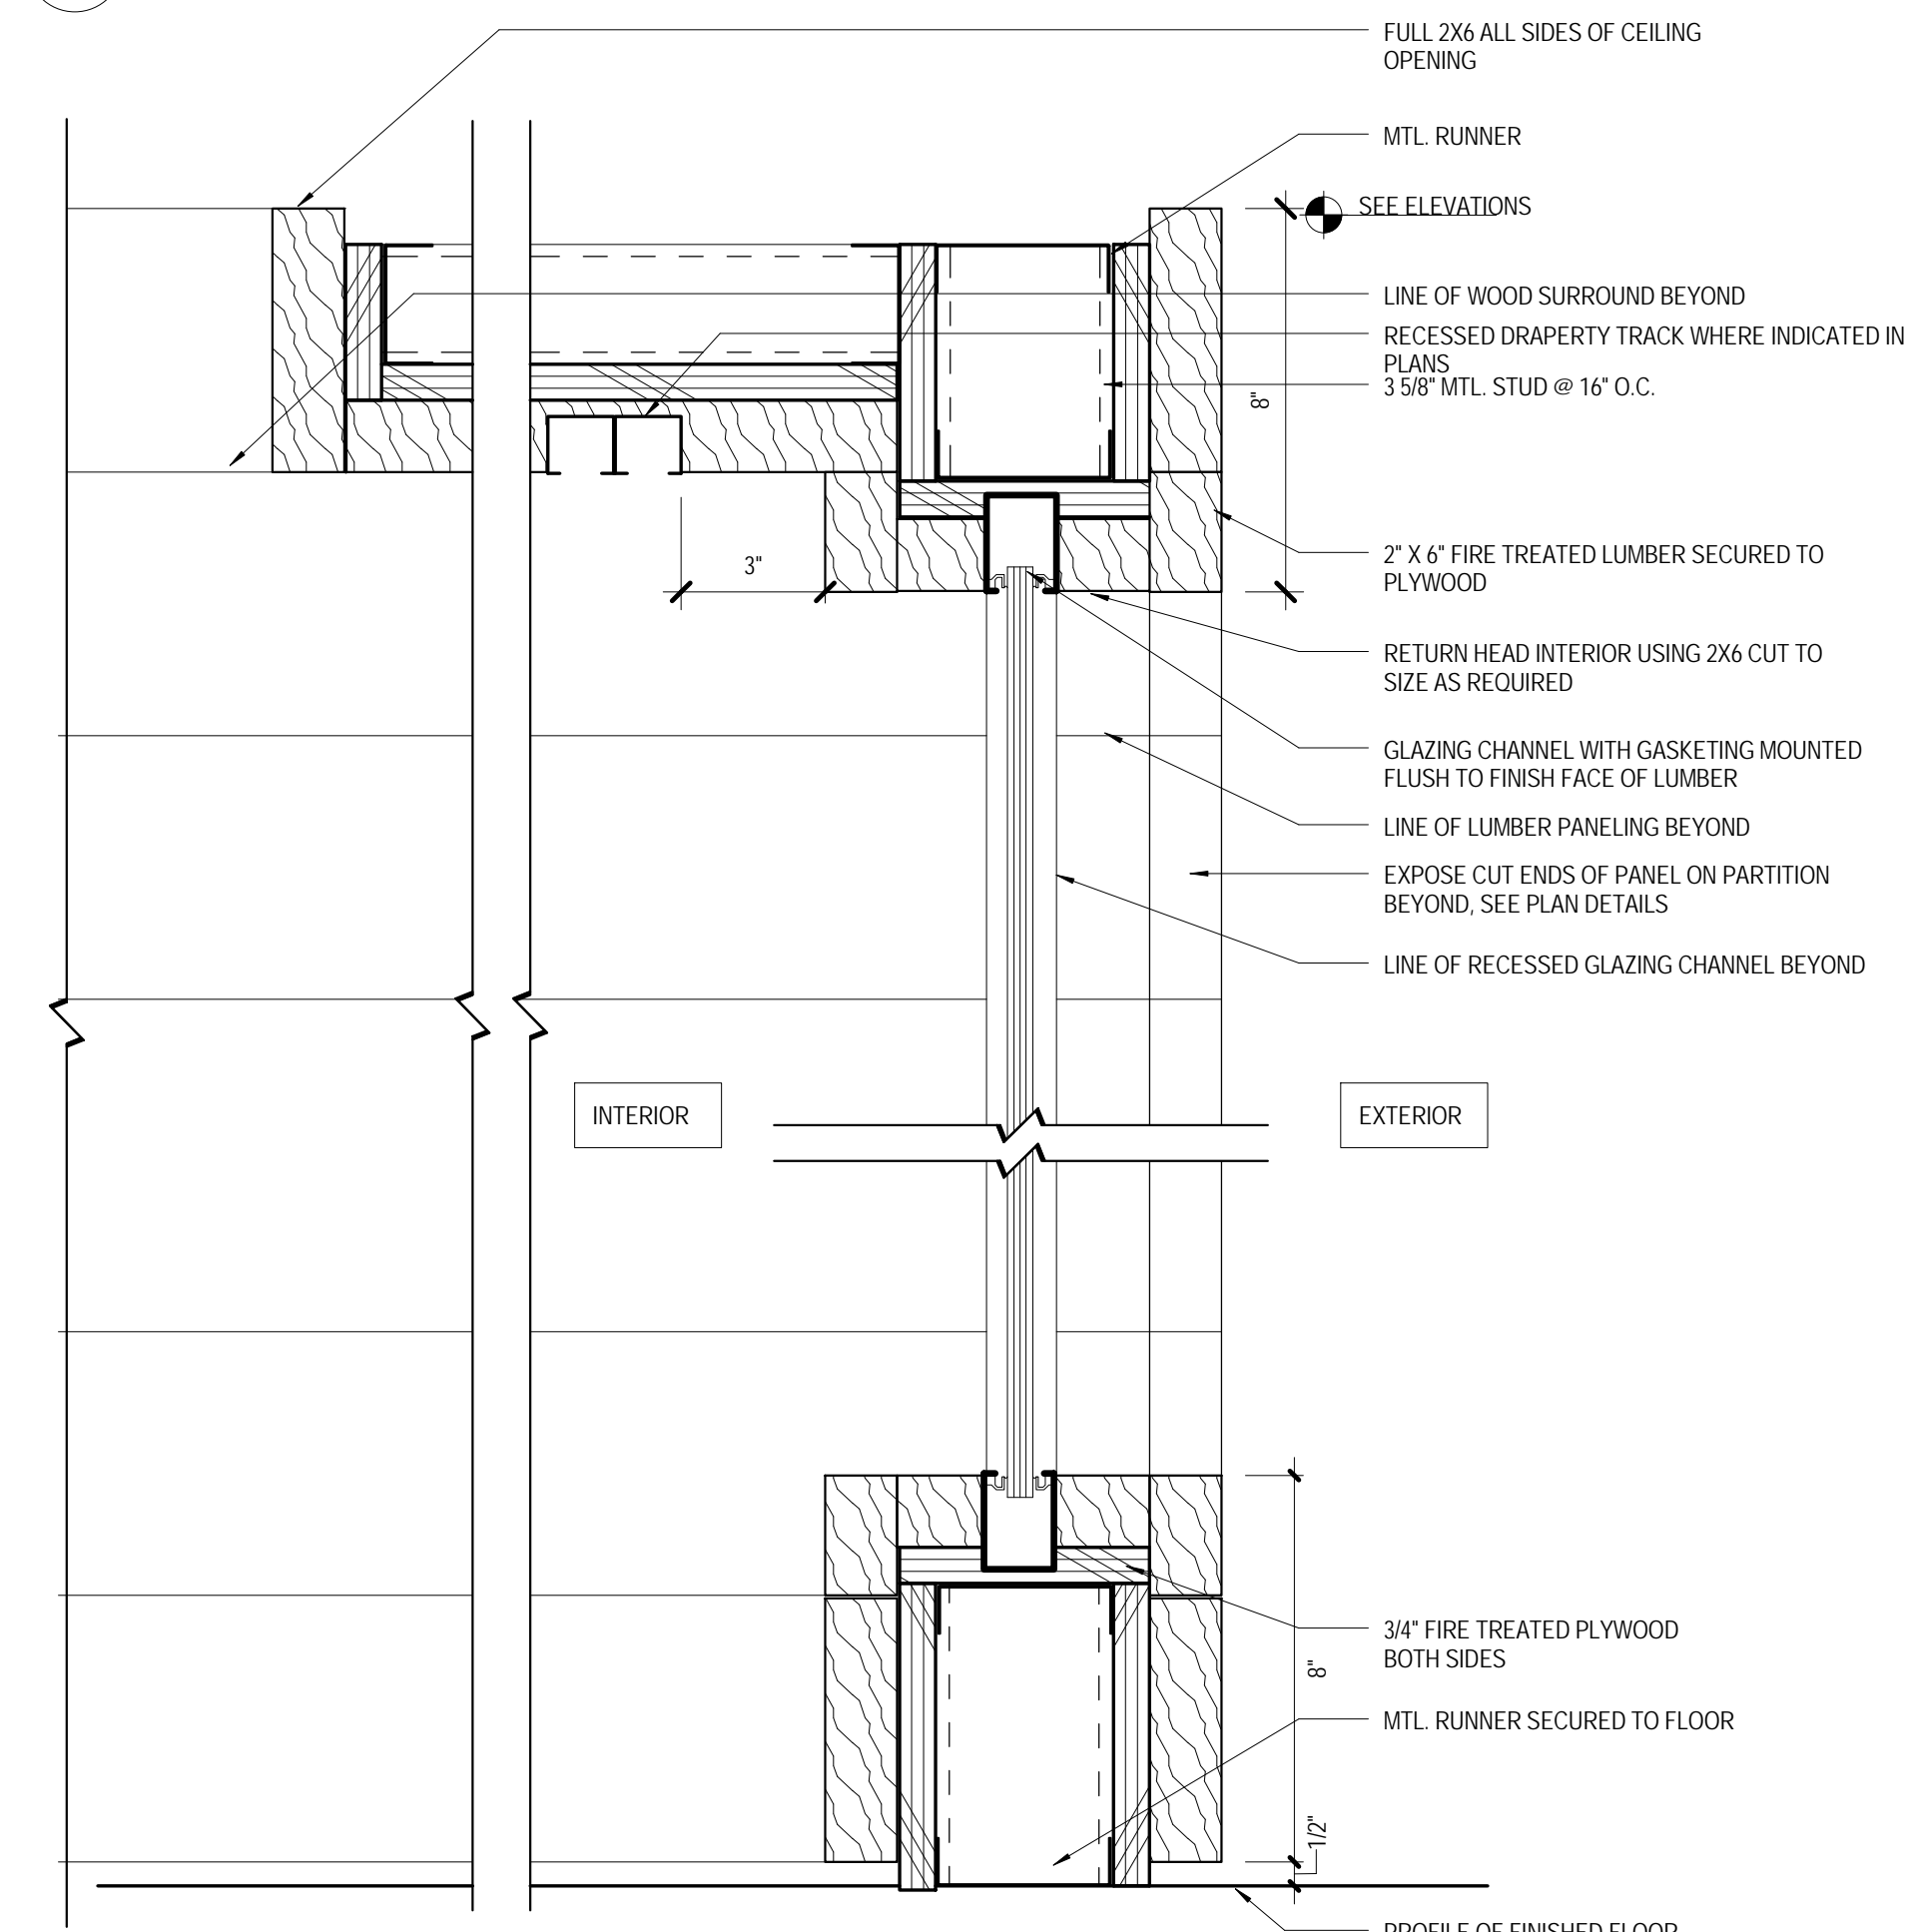 FULL 2X6 ALL SIDES OF CEILING
OPENING
MTL. RUNNER
SEE ELEVATIONS
LINE OF WOOD SURROUND BEYOND
RECESSED DRAPERTY TRACK WHERE INDICATED IN
PLANS
3 5/8" MTL. STUD @ 16" O.C.
8"
3"
2" X 6" FIRE TREATED LUMBER SECURED TO
PLYWOOD
RETURN HEAD INTERIOR USING 2X6 CUT TO
SIZE AS REQUIRED
GLAZING CHANNEL WITH GASKETING MOUNTED
FLUSH TO FINISH FACE OF LUMBER
LINE OF LUMBER PANELING BEYOND
EXPOSE CUT ENDS OF PANEL ON PARTITION
BEYOND, SEE PLAN DETAILS
LINE OF RECESSED GLAZING CHANNEL BEYOND
INTERIOR
EXTERIOR
3/4" FIRE TREATED PLYWOOD
BOTH SIDES
8"
MTL. RUNNER SECURED TO FLOOR
1/2"
PROFILE OF FINISHED FLOOR